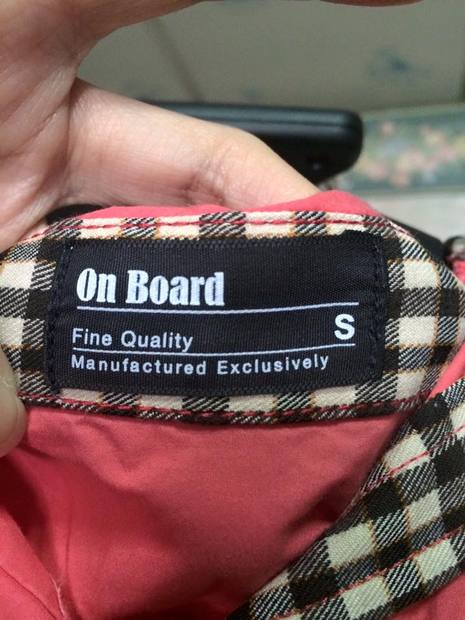 On Board
S
Fine Quality
Manufactured Exclusively